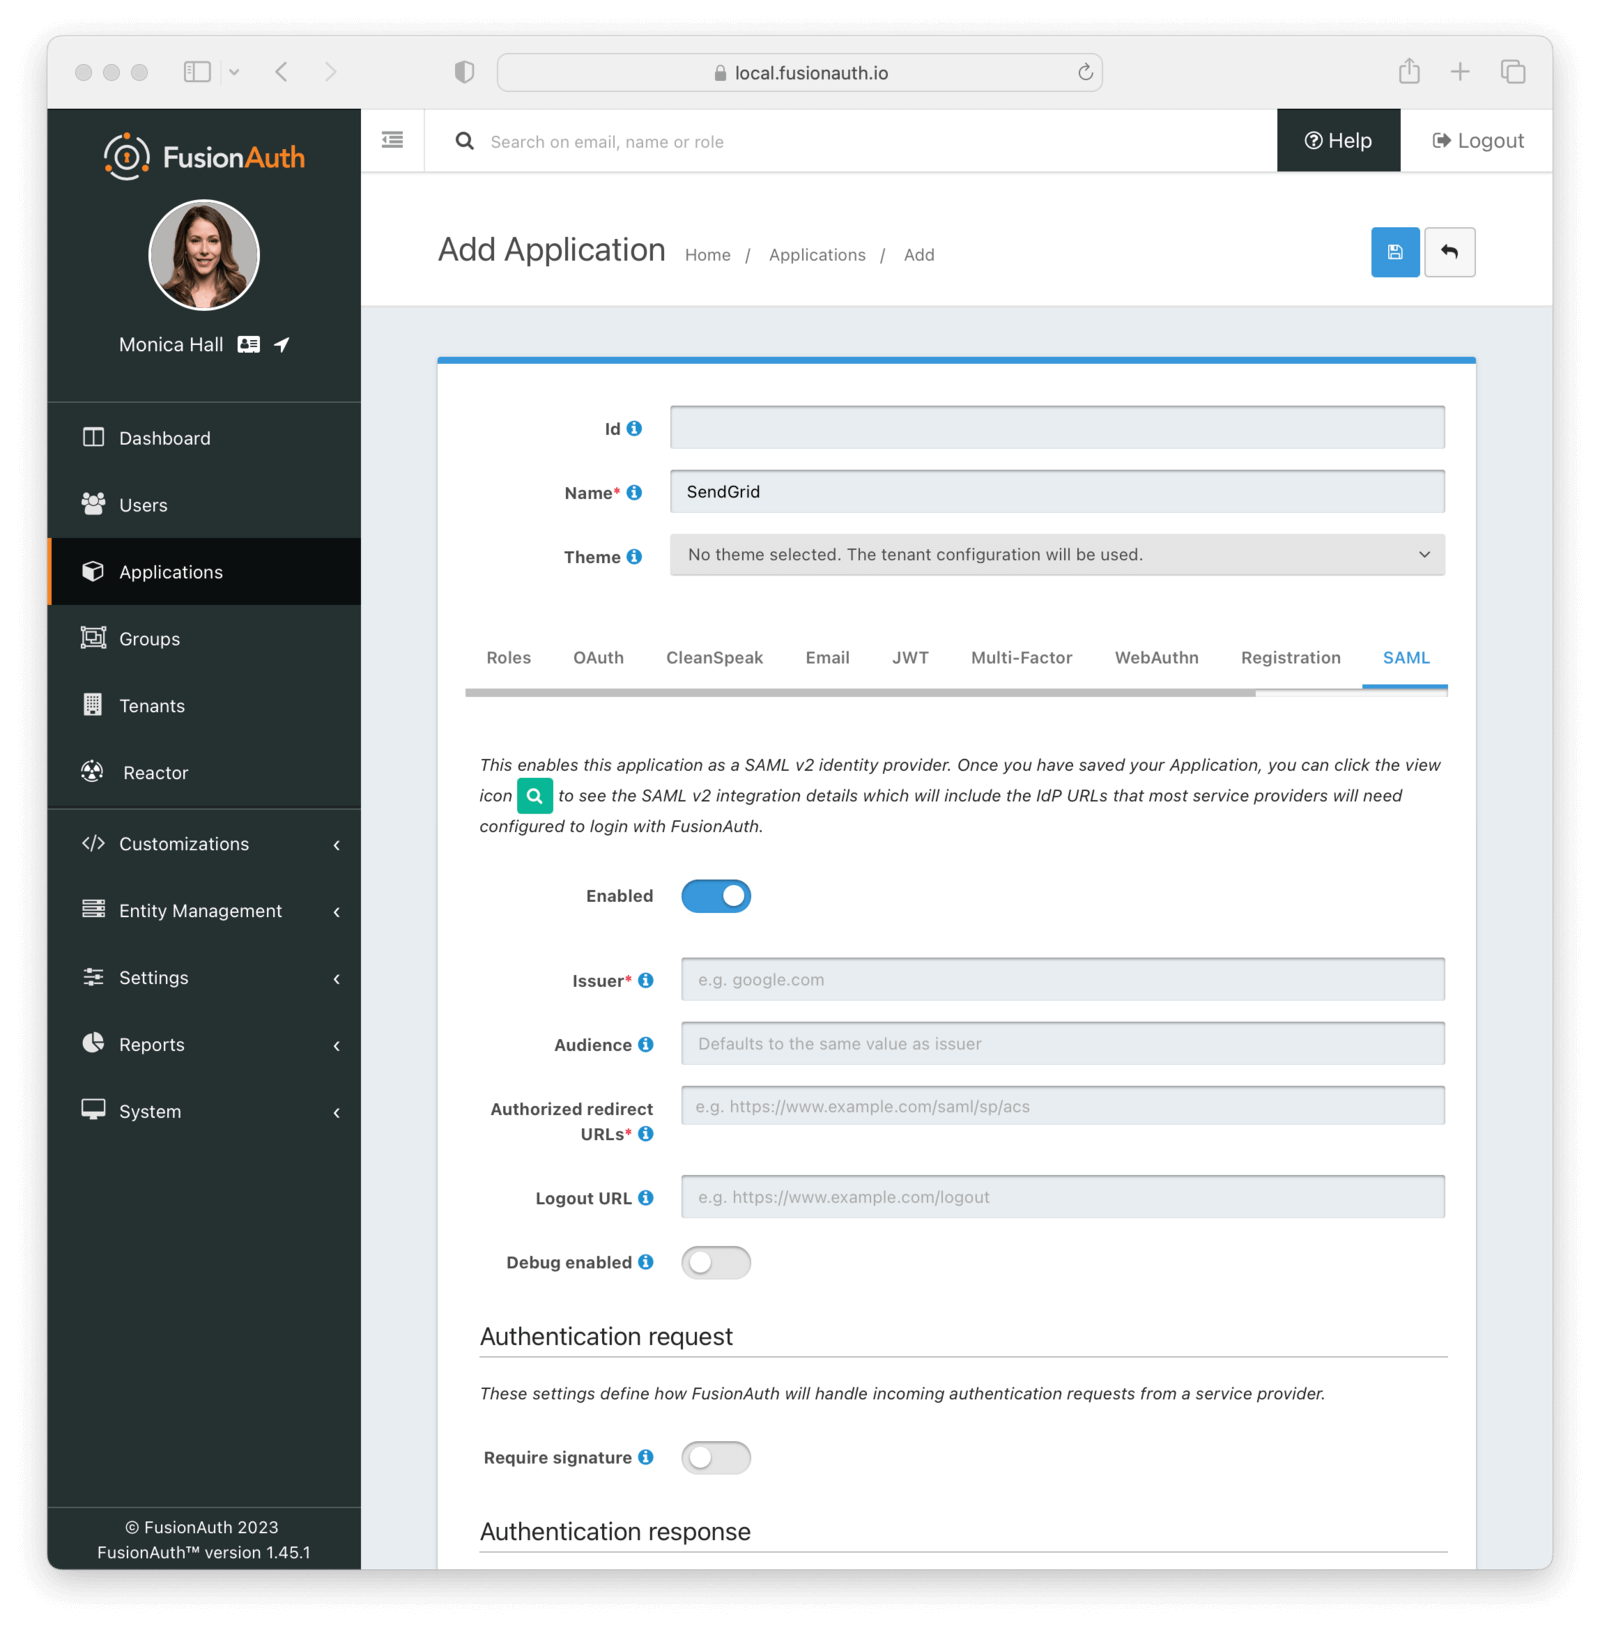 local.fusionauth.io
FusionAuth
Search on email, name or role
Help
Logout
Monica Hall
Dashboard
Users
Applications
Groups
Tenants
Reactor
Customizations
Entity Management
Settings
Reports
System
© FusionAuth 2023
FusionAuth™ version 1.45.1
Add Application
Home / Applications / Add
Id
Name*
SendGrid
Theme
No theme selected. The tenant configuration will be used.
Roles OAuth CleanSpeak Email JWT Multi-Factor WebAuthn Registration SAML
This enables this application as a SAML v2 identity provider. Once you have saved your Application, you can click the view
icon to see the SAML v2 integration details which will include the IdP URLs that most service providers will need
configured to login with FusionAuth.
Enabled
Issuer*
e.g. google.com
Audience
Defaults to the same value as issuer
Authorized redirect
URLs*
e.g. https://www.example.com/saml/sp/acs
Logout URL
e.g. https://www.example.com/logout
Debug enabled
Authentication request
These settings define how FusionAuth will handle incoming authentication requests from a service provider.
Require signature
Authentication response